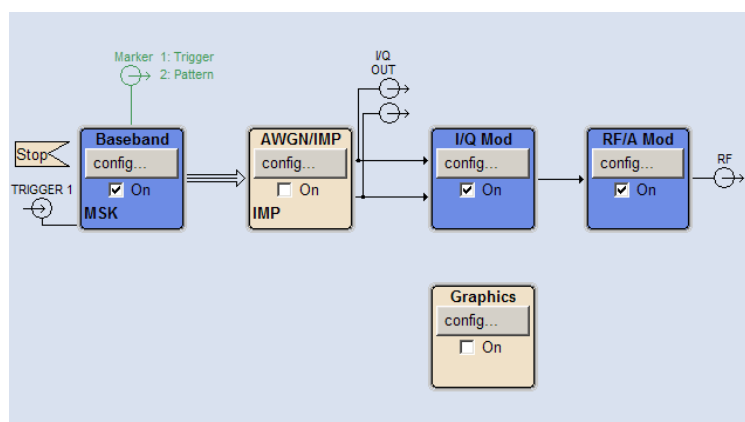 Marker 1: Trigger
2: Pattern
I/Q
OUT
Stop
TRIGGER 1
Baseband
config...
On
MSK
AWGN/IMP
config...
On
IMP
I/Q Mod
config...
On
RF/A Mod
config...
On
RF
Graphics
config...
On